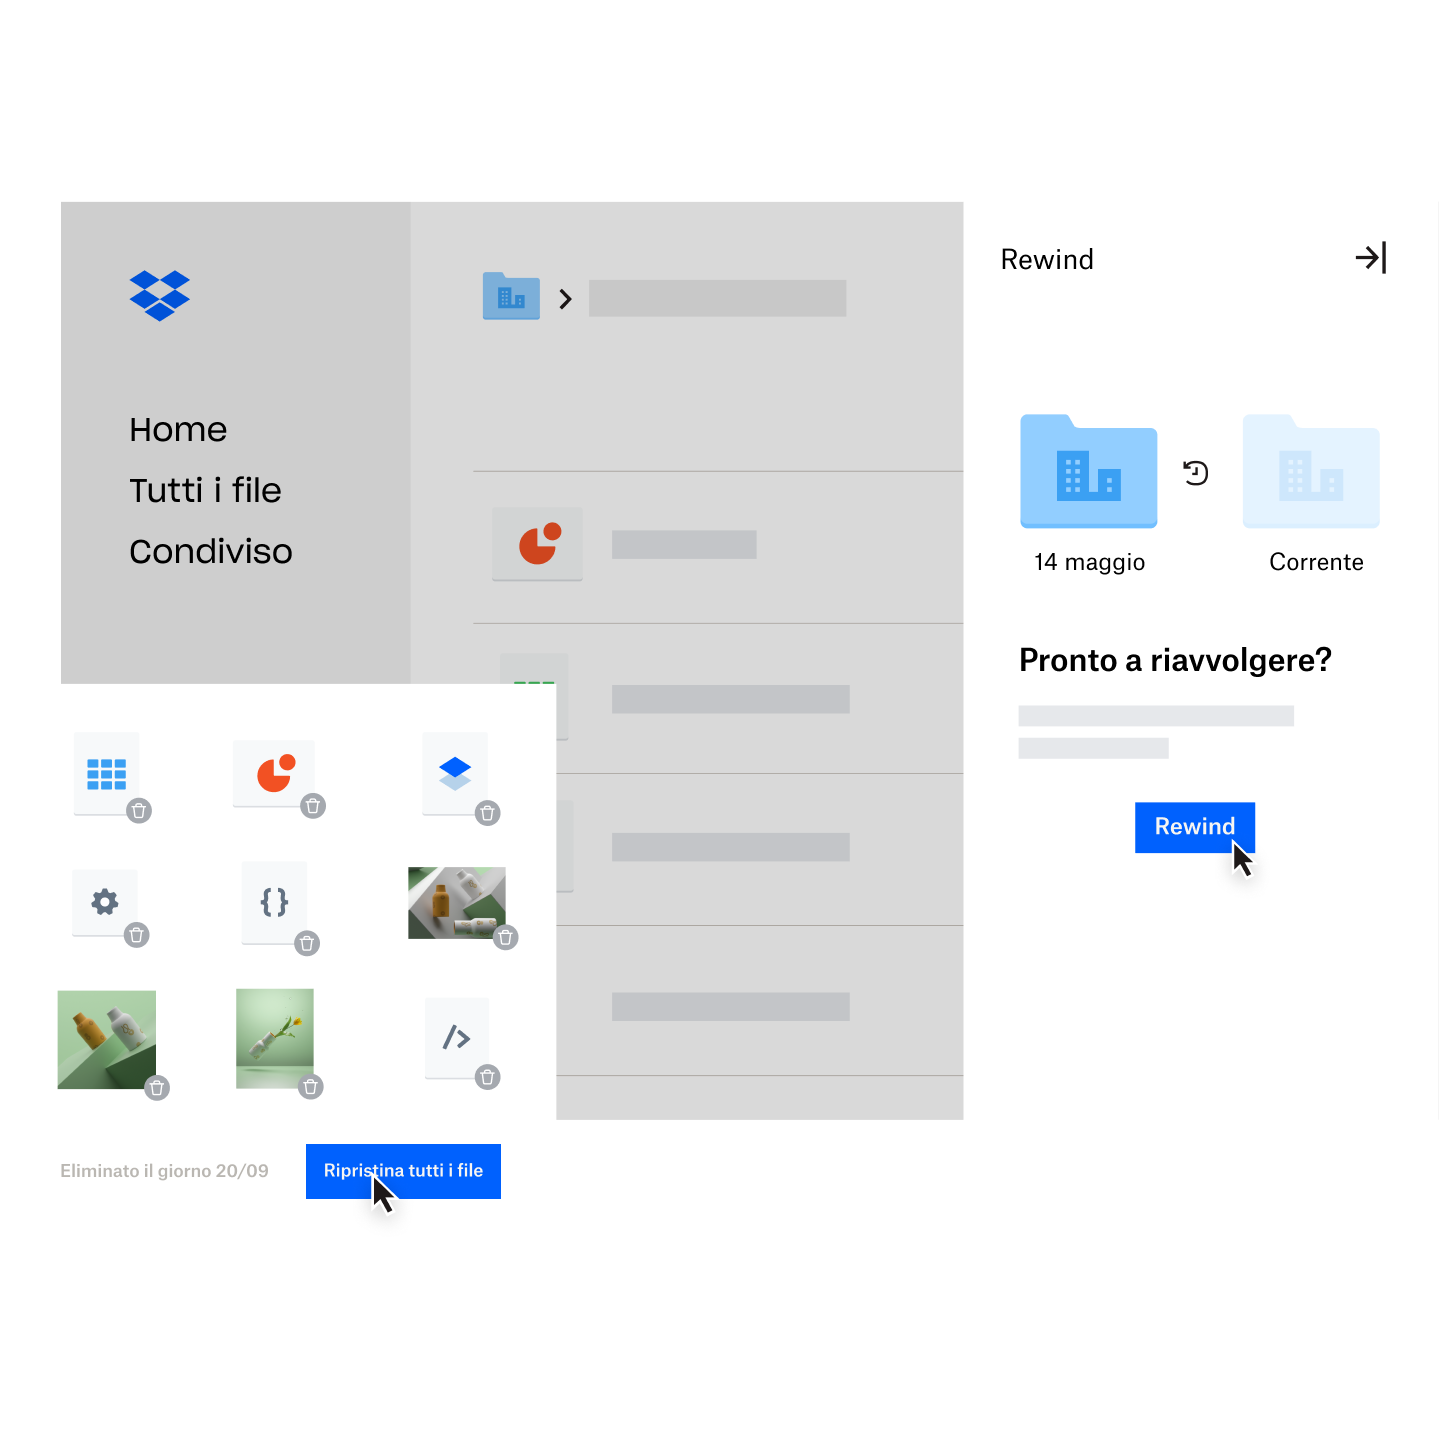 Home
Tutti i file
Condiviso
Rewind
14 maggio
Corrente
Pronto a riavvolgere?
Rewind
Eliminato il giorno 20/09
Ripristina tutti i file